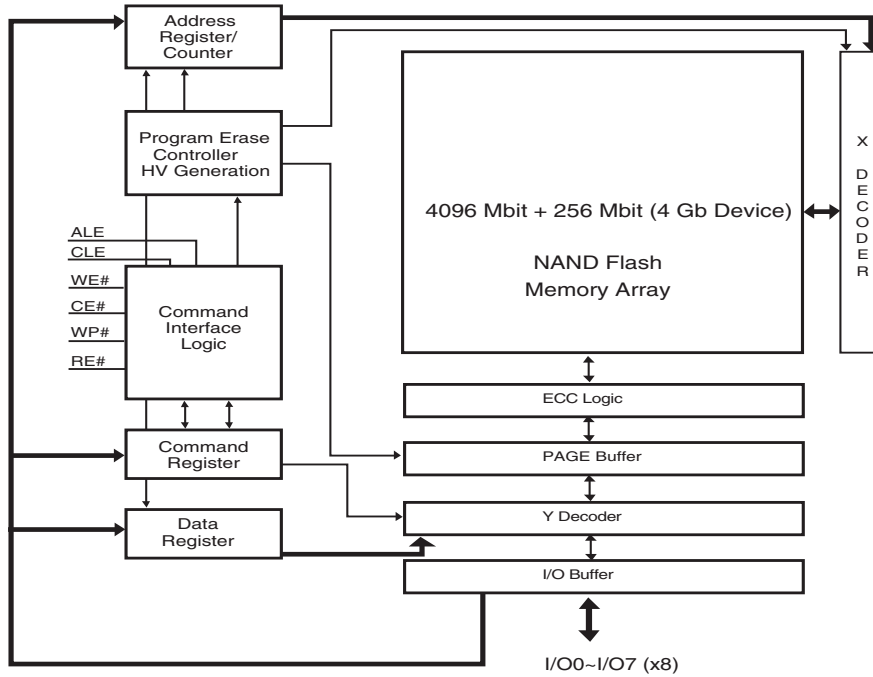 Address
Register/
Counter
Program Erase
Controller
HV Generation
ALE
CLE
WE#
CE#
WP#
RE#
Command
Interface
Logic
Command
Register
Data
Register
4096 Mbit + 256 Mbit (4 Gb Device)
NAND Flash
Memory Array
X
D
E
C
O
D
E
R
ECC Logic
PAGE Buffer
Y Decoder
I/O Buffer
I/O0~I/O7 (x8)